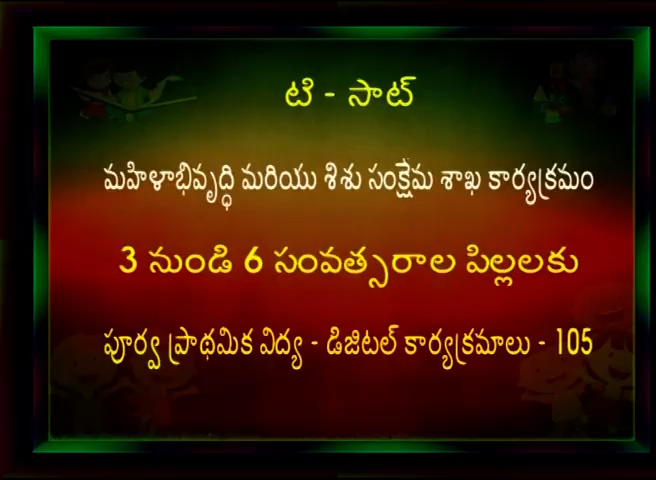 టి - సాట్
మహిళాభివృద్ధి మరియు శిశు సంక్షేమ శాఖ కార్యక్రమం
3 నుండి 6 సంవత్సరాల పిల్లలకు
పూర్వ ప్రాథమిక విద్య - డిజిటల్ కార్యక్రమాలు - 105